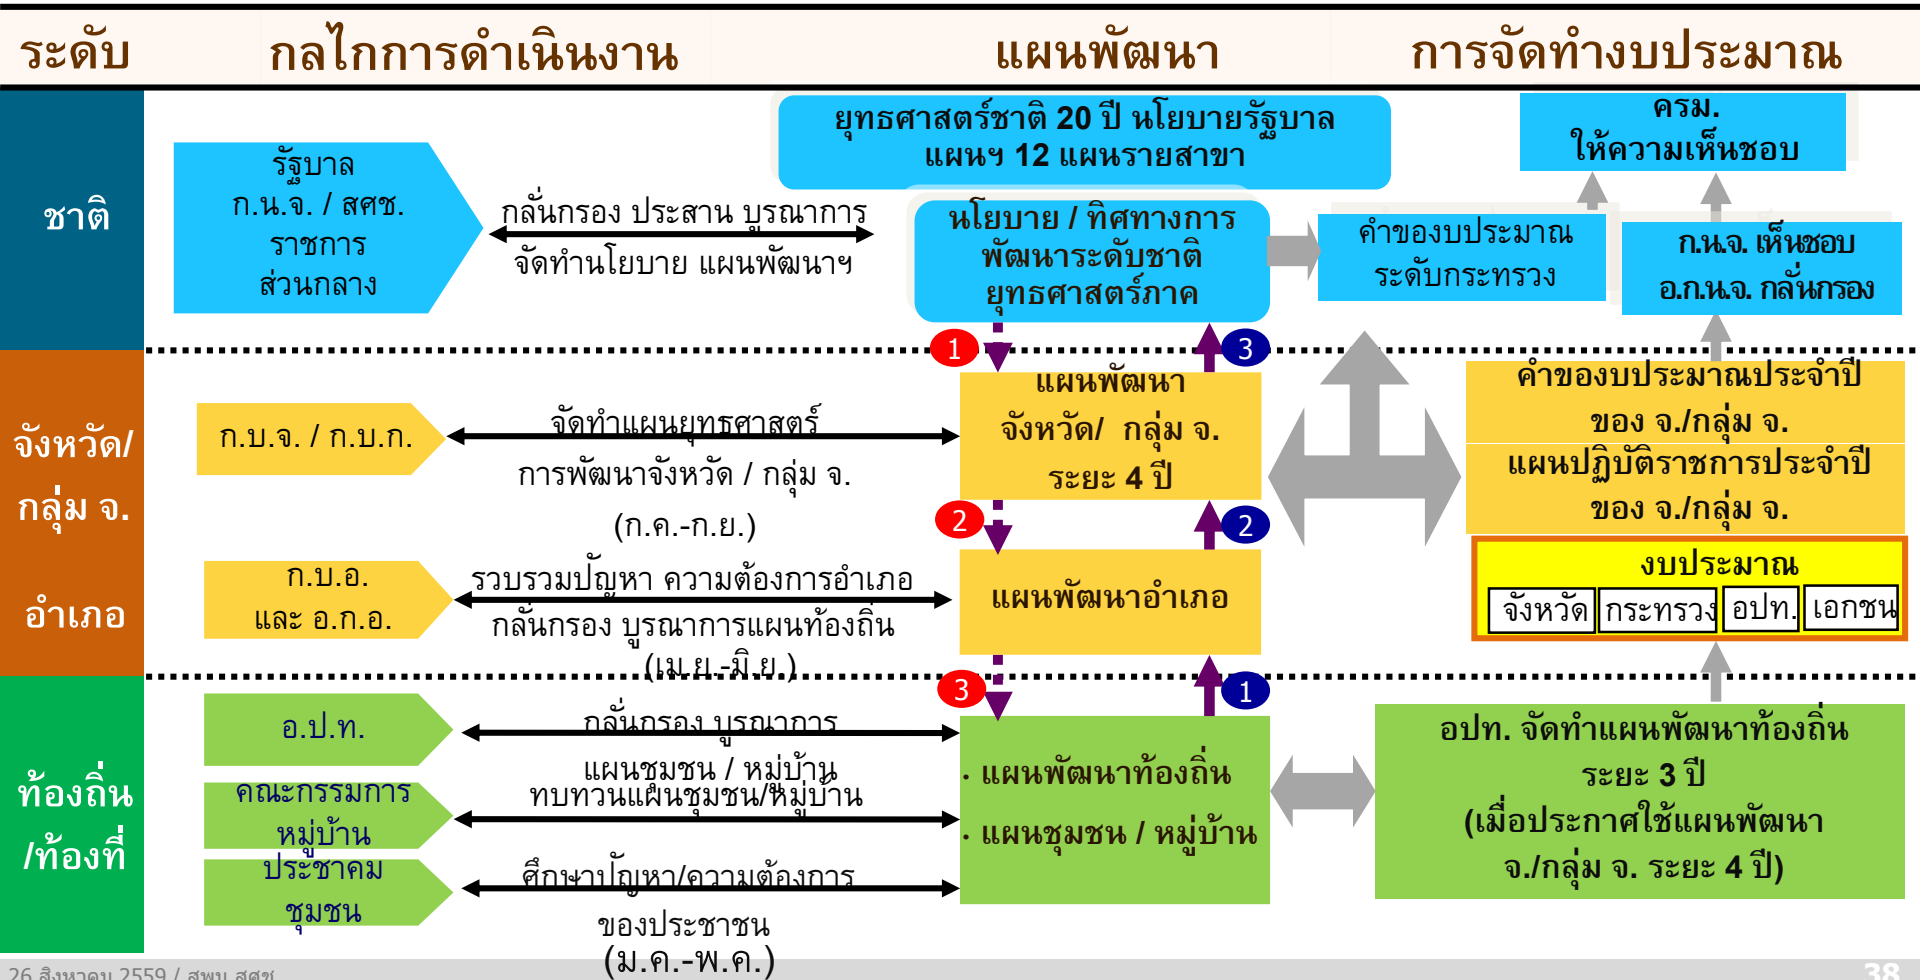 ระดับ
กลไกการดำเนินงาน
แผนพัฒนา
การจัดทำงบประมาณ
ชาติ
รัฐบาล
ก.น.จ. / สศช.
ราชการ
ส่วนกลาง
กลั่นกรอง ประสาน บูรณาการ
จัดทำนโยบาย แผนพัฒนาฯ
ยุทธศาสตร์ชาติ 20 ปี นโยบายรัฐบาล
แผนฯ 12 แผนรายสาขา
นโยบาย / ทิศทางการ
พัฒนาระดับชาติ
ยุทธศาสตร์ภาค
ครม.
ให้ความเห็นชอบ
คำของบประมาณ
ระดับกระทรวง
ก.น.จ. เห็นชอบ
อ.ก.น.จ. กลั่นกรอง
1
3
จังหวัด/
กลุ่ม จ.
ก.บ.จ. / ก.บ.ก.
จัดทำแผนยุทธศาสตร์
การพัฒนาจังหวัด / กลุ่ม จ.
(ก.ค.-ก.ย.)
แผนพัฒนา
จังหวัด/ กลุ่ม จ.
ระยะ 4 ปี
คำของบประมาณประจำปี
ของ จ./กลุ่ม จ.
แผนปฏิบัติราชการประจำปี
ของ จ./กลุ่ม จ.
2
2
อำเภอ
ก.บ.อ.
และ อ.ก.อ.
รวบรวมปัญหา ความต้องการอำเภอ
กลั่นกรอง บูรณาการแผนท้องถิ่น
(เม.ย.-มิ.ย.)
แผนพัฒนาอำเภอ
งบประมาณ
จังหวัด
กระทรวง
อปท.
เอกชน
3
1
ท้องถิ่น
/ท้องที่
อ.ป.ท.
กลั่นกรอง บูรณาการ
แผนชุมชน / หมู่บ้าน
คณะกรรมการ
หมู่บ้าน
ทบทวนแผนชุมชน/หมู่บ้าน
ประชาคม
ชุมชน
ศึกษาปัญหา/ความต้องการ
ของประชาชน
(ม.ค.-พ.ค.)
· แผนพัฒนาท้องถิ่น
· แผนชุมชน / หมู่บ้าน
อปท. จัดทำแผนพัฒนาท้องถิ่น
ระยะ 3 ปี
(เมื่อประกาศใช้แผนพัฒนา
จ./กลุ่ม จ. ระยะ 4 ปี)
26 สิงหาคม 2559 / สพม.สศช.
38